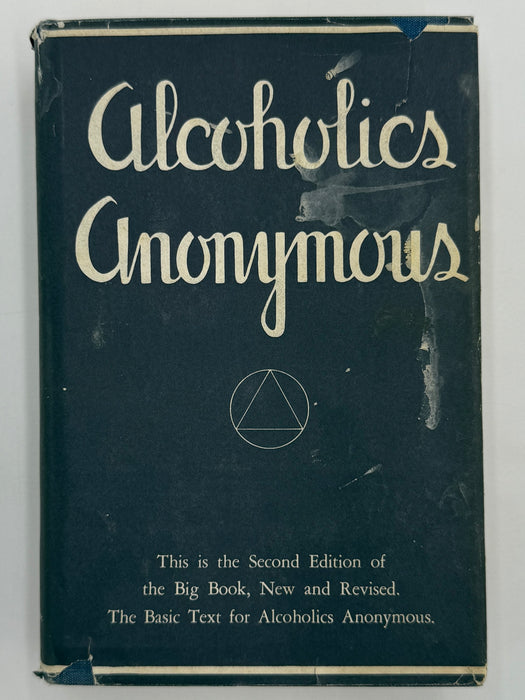 Alcoholics
Anonymous
This is the Second Edition of
the Big Book, New and Revised.
The Basic Text for Alcoholics Anonymous.